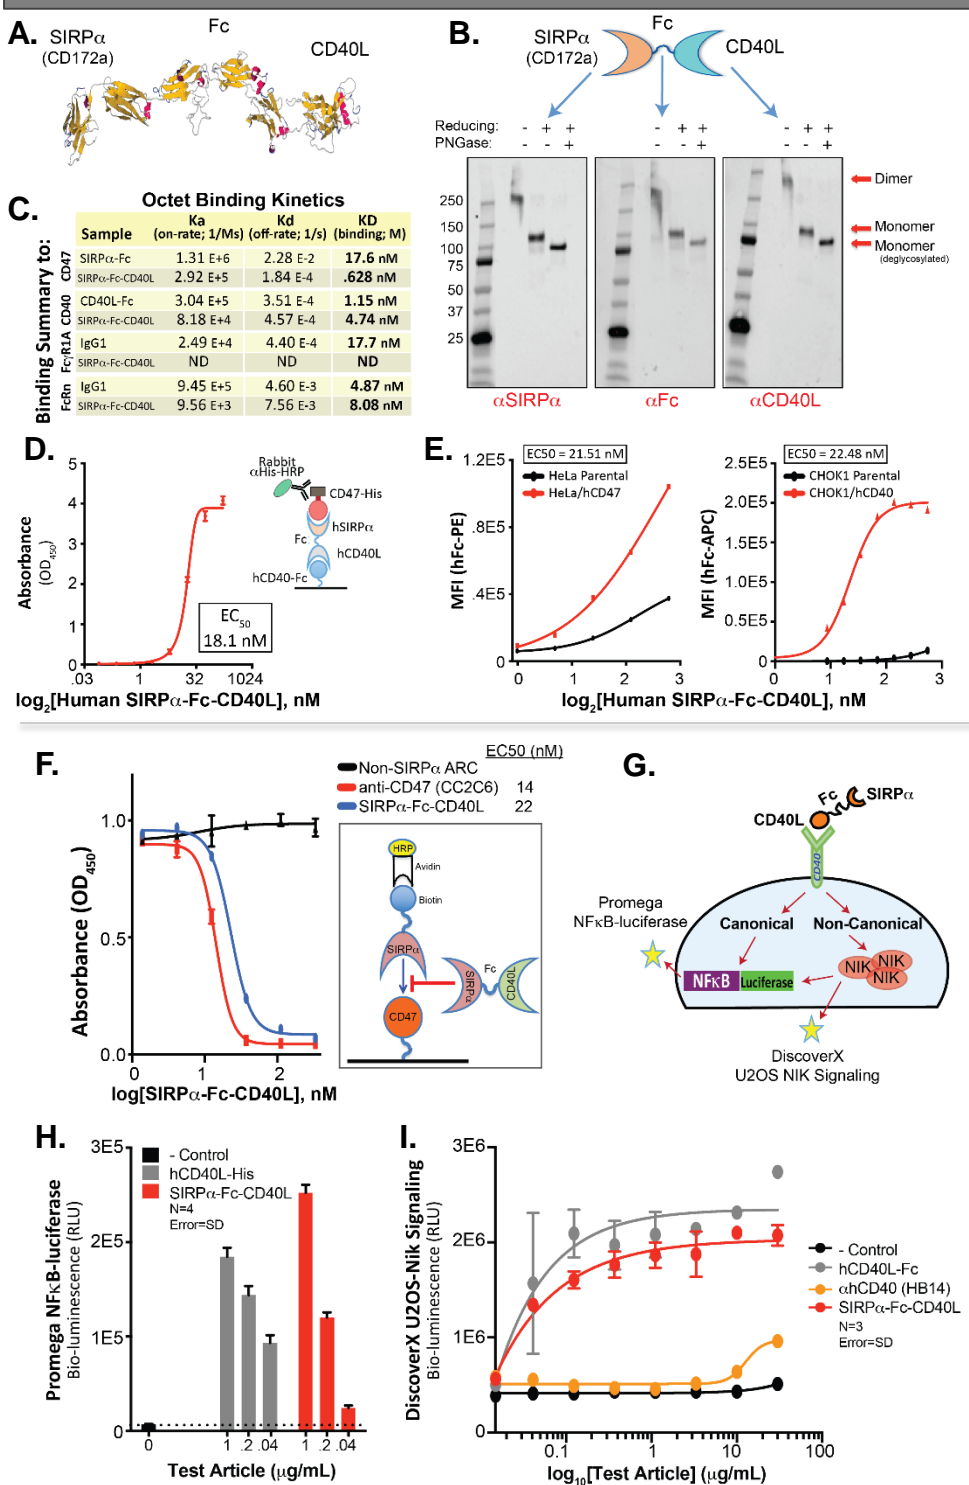 A.
SIRPα
(CD172a)
Fc
CD40L
B.
SIRPα
(CD172a)
Fc
CD40L
Reducing: - + + - + + - + +
PNGase: - - + - - + - - +
250
150
100
75
50
37
25
Dimer
Monomer
Monomer
(deglycosylated)
αSIRPα
αFc
αCD40L
C.
Octet Binding Kinetics
Binding Summary to:
Sample
Ka
(on-rate; 1/Ms)
Kd
(off-rate; 1/s)
KD
(binding; M)
CD47
SIRPα-Fc 1.31 E+6 2.28 E-2 17.6 nM
SIRPα-Fc-CD40L 2.92 E+5 1.84 E-4 .628 nM
CD40
CD40L-Fc 3.04 E+5 3.51 E-4 1.15 nM
SIRPα-Fc-CD40L 8.18 E+4 4.57 E-4 4.74 nM
FcγR1A
IgG1 2.49 E+4 4.40 E-4 17.7 nM
SIRPα-Fc-CD40L ND ND ND
FcRn
IgG1 9.45 E+5 4.60 E-3 4.87 nM
SIRPα-Fc-CD40L 9.56 E+3 7.56 E-3 8.08 nM
D.
Absorbance
(OD450)
5
4
3
2
1
0
.03 1 32 1024
log2[Human SIRPα-Fc-CD40L], nM
EC50
18.1 nM
Rabbit
αHis-HRP
CD47-His
hSIRPα
Fc
hCD40L
hCD40-Fc
E.
EC50 = 21.51 nM
HeLa Parental
HeLa/hCD47
MFI (hFc-PE)
1.2E5
.8E5
.4E5
0
0 1 2 3
EC50 = 22.48 nM
CHOK1 Parental
CHOK1/hCD40
MFI (hFc-APC)
2.5E5
2.0E5
1.5E5
1.0E5
0.5E5
0
0 1 2 3
log2[Human SIRPα-Fc-CD40L], nM
F.
EC50 (nM)
Non-SIRPα ARC
anti-CD47 (CC2C6) 14
SIRPα-Fc-CD40L 22
Absorbance (OD450)
1.0
0.5
0.0
0 1 2
log[SIRPα-Fc-CD40L], nM
HRP
Avidin
Biotin
SIRPα
CD47
SIRPα
Fc
CD40L
G.
Fc
SIRPα
CD40L
CD40
Promega
NFκB-luciferase
Canonical
Non-Canonical
NFκB
Luciferase
NIK
NIK
NIK
DiscoverX
U2OS NIK Signaling
H.
Promega NFκB-luciferase
Bio-luminescence (RLU)
3E5
2E5
1E5
0
- Control
hCD40L-His
SIRPα-Fc-CD40L
N=4
Error=SD
0 1 .2 .04 1 .2 .04
Test Article (μg/mL)
I.
DiscoverX U2OS-Nik Signaling
Bio-luminescence (RLU)
3E6
2E6
1E6
0
0.1 1 10 100
log10[Test Article] (μg/mL)
- Control
hCD40L-Fc
αhCD40 (HB14)
SIRPα-Fc-CD40L
N=3
Error=SD